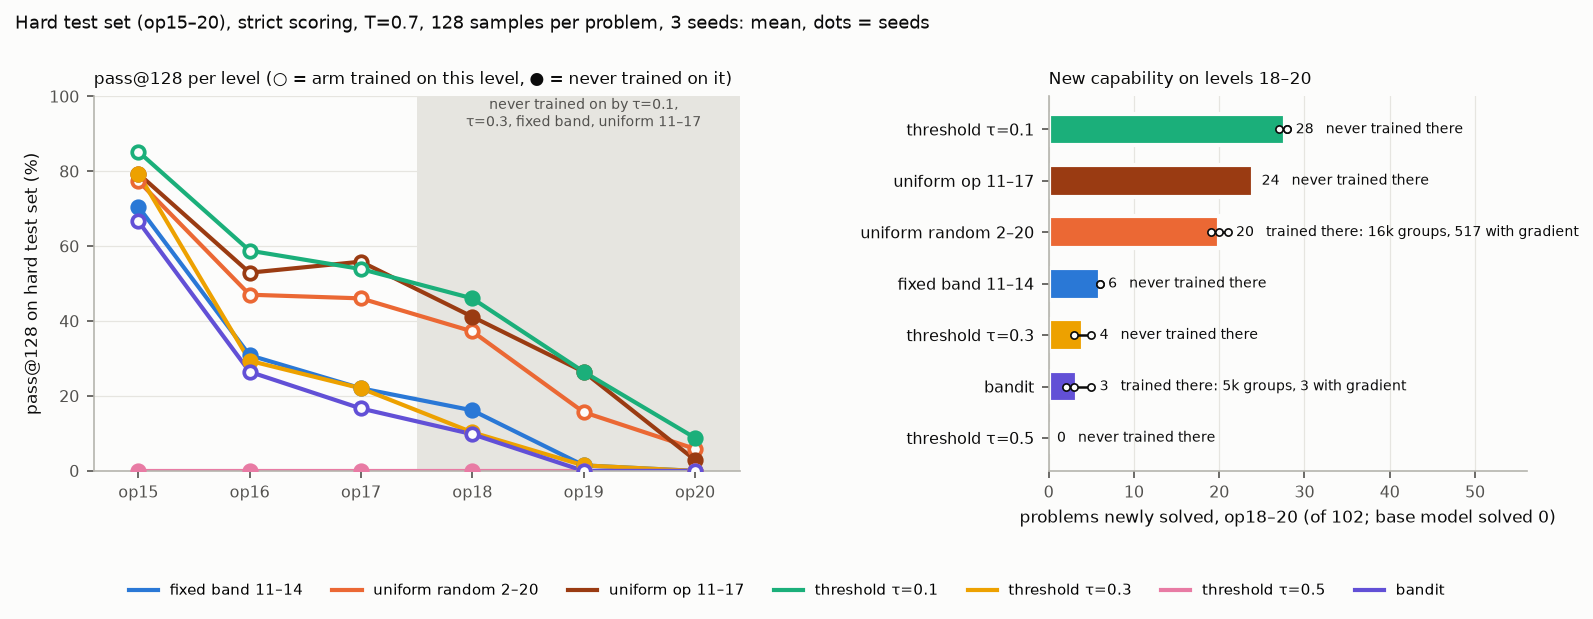 Hard test set (op15–20), strict scoring, T=0.7, 128 samples per problem, 3 seeds: mean, dots = seeds
pass@128 per level (○ = arm trained on this level, ● = never trained on it)
never trained on by τ=0.1,
τ=0.3, fixed band, uniform 11–17
pass@128 on hard test set (%)
100
80
60
40
20
0
op15
op16
op17
op18
op19
op20
New capability on levels 18–20
threshold τ=0.1
28 never trained there
uniform op 11–17
24 never trained there
uniform random 2–20
20 trained there: 16k groups, 517 with gradient
fixed band 11–14
6 never trained there
threshold τ=0.3
4 never trained there
bandit
3 trained there: 5k groups, 3 with gradient
threshold τ=0.5
0 never trained there
0
10
20
30
40
50
problems newly solved, op18–20 (of 102; base model solved 0)
fixed band 11–14
uniform random 2–20
uniform op 11–17
threshold τ=0.1
threshold τ=0.3
threshold τ=0.5
bandit